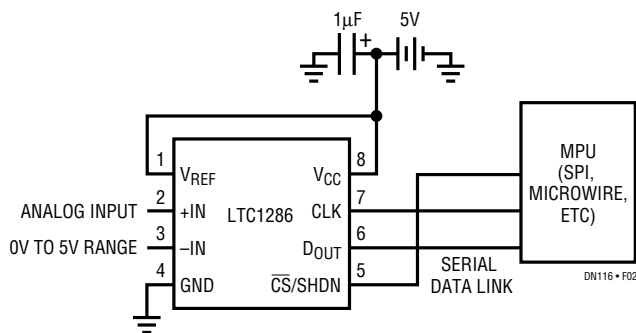 1µF
+
5V
1
VREF
8
VCC
2
+IN
LTC1286
7
CLK
3
–IN
6
DOUT
4
GND
5
CS/SHDN
ANALOG INPUT
0V TO 5V RANGE
MPU
(SPI,
MICROWIRE,
ETC)
SERIAL
DATA LINK
DN116 • F02